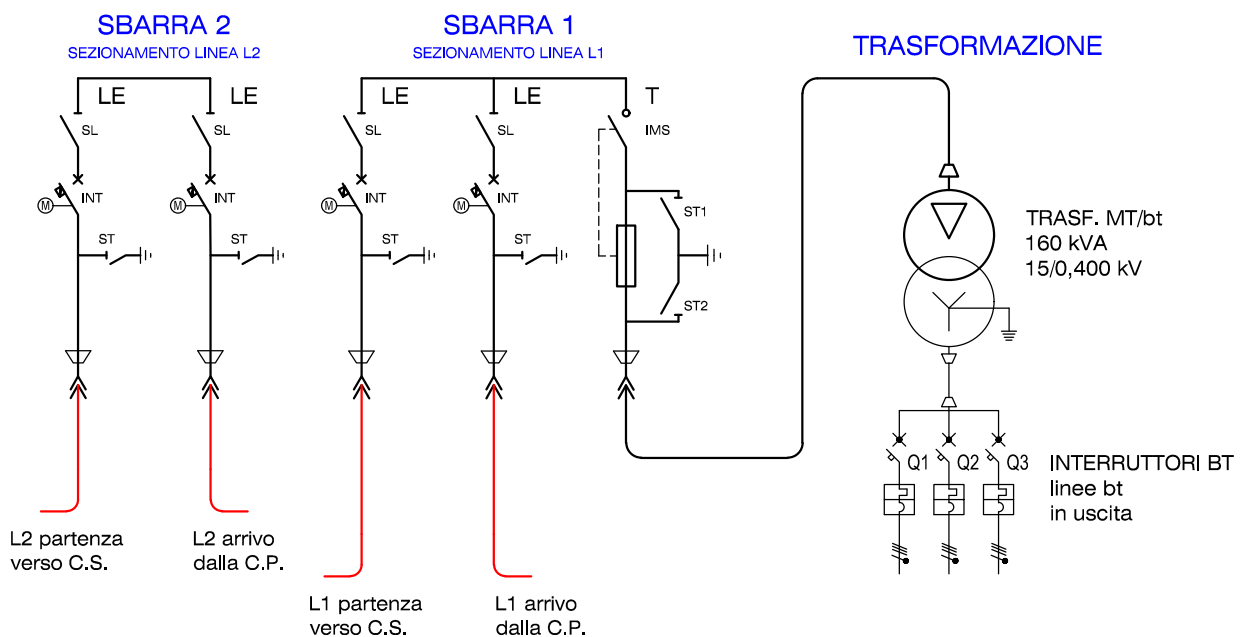 SBARRA 2
SEZIONAMENTO LINEA L2
SBARRA 1
SEZIONAMENTO LINEA L1
TRASFORMAZIONE
LE
LE
LE
LE
T
SL
SL
SL
SL
IMS
INT
INT
INT
INT
M
M
M
M
ST
ST
ST
ST
ST1
ST2
TRASF. MT/bt
160 kVA
15/0,400 kV
Q1
Q2
Q3
INTERRUTTORI BT
linee bt
in uscita
L2 partenza
verso C.S.
L2 arrivo
dalla C.P.
L1 partenza
verso C.S.
L1 arrivo
dalla C.P.